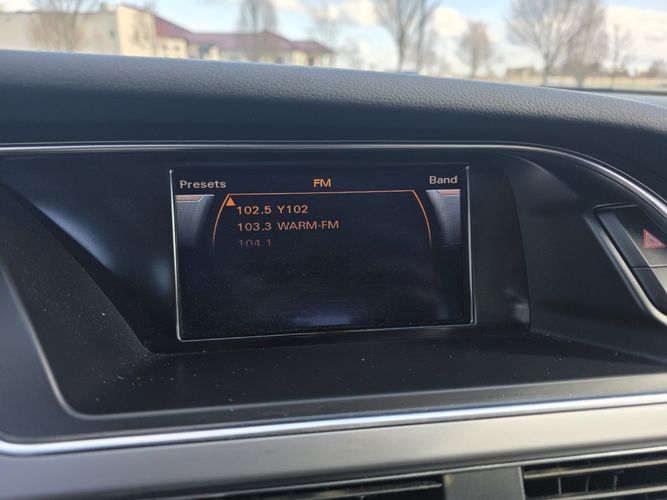 Presets FM Band
102.5 Y102
103.3 WARM-FM
104.1